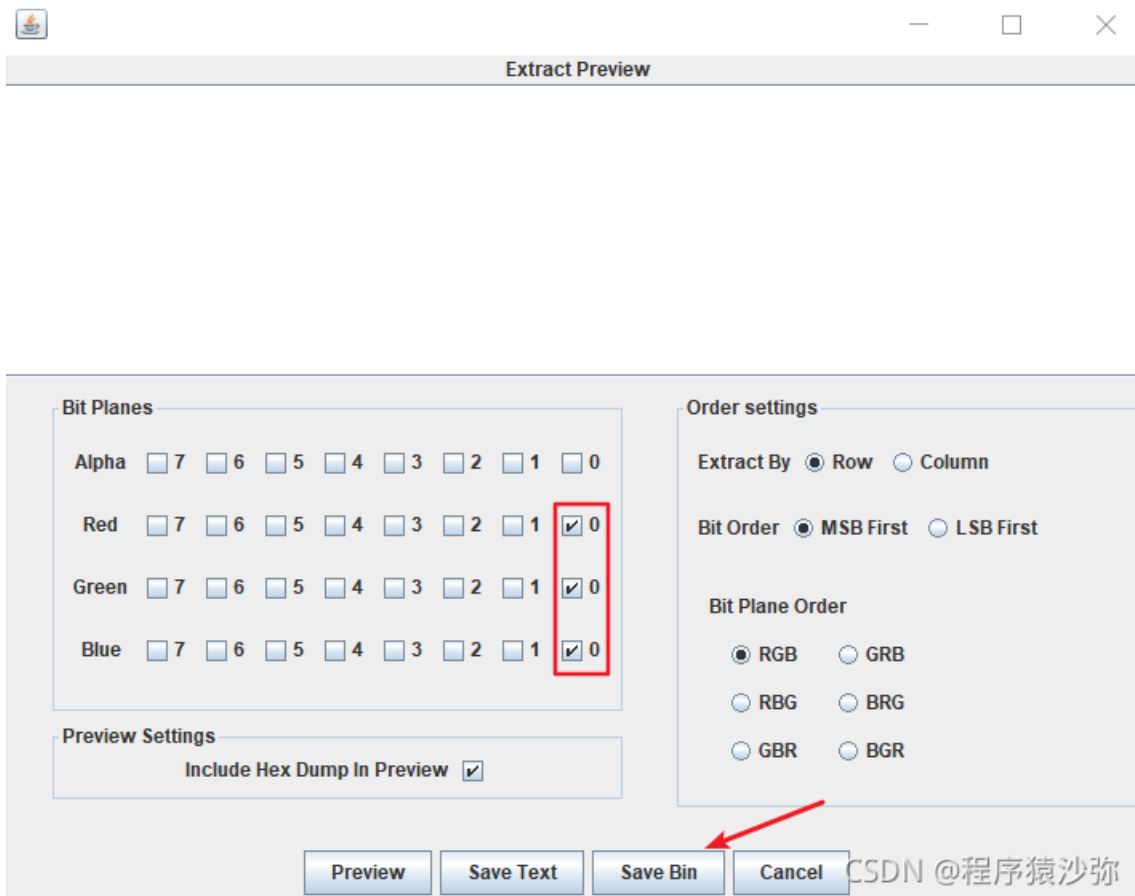 Extract Preview
Bit Planes
Alpha 7 6 5 4 3 2 1 0
Red 7 6 5 4 3 2 1 0
Green 7 6 5 4 3 2 1 0
Blue 7 6 5 4 3 2 1 0
Preview Settings
Include Hex Dump In Preview
Order settings
Extract By Row Column
Bit Order MSB First LSB First
Bit Plane Order
RGB GRB
RBG BRG
GBR BGR
Preview Save Text Save Bin Cancel
CSDN @程序猿沙弥